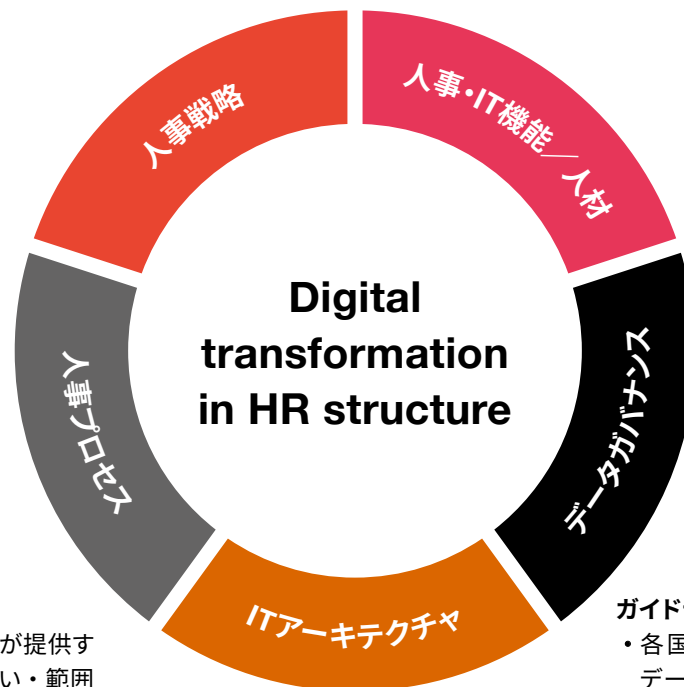 人事戦略
人事・IT機能／人材
Digital
transformation
in HR structure
人事プロセス
データガバナンス
ITアーキテクチャ
が提供す
い・範囲
ガイド
・各国
デー